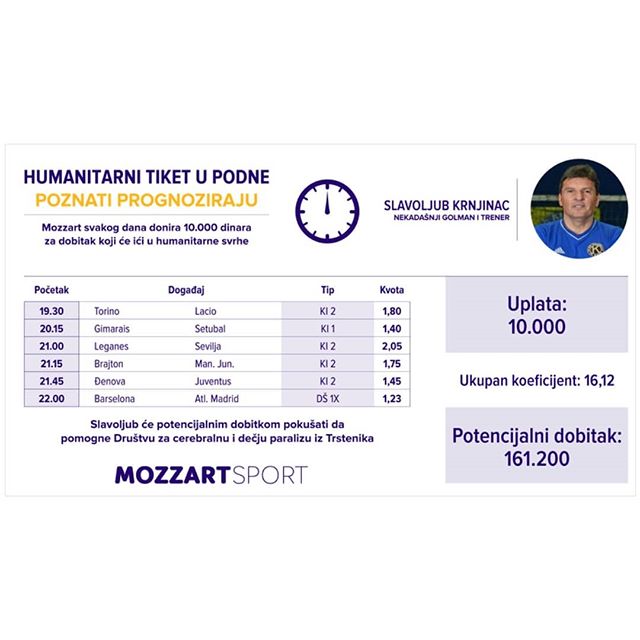 HUMANITARNI TIKET U PODNE
POZNATI PROGNOZIRAJU
Mozzart svakog dana donira 10.000 dinara
za dobitak koji će ići u humanitarne svrhe
SLAVOLJUB KRNJINAC
NEKADAŠNJI GOLMAN I TRENER
Početak Događaj Tip Kvota
19.30 Torino Lacio KI 2 1,80
20.15 Gimarais Setubal KI 1 1,40
21.00 Leganes Sevilja KI 2 2,05
21.15 Brajton Man. Jun. KI 2 1,75
21.45 Đenova Juventus KI 2 1,45
22.00 Barselona Atl. Madrid DŠ 1X 1,23
Slavoljub će potencijalnim dobitkom pokušati da
pomogne Društvu za cerebralnu i dečju paralizu iz Trstenika
MOZZARTSPORT
Uplata:
10.000
Ukupan koeficijent: 16,12
Potencijalni dobitak:
161.200